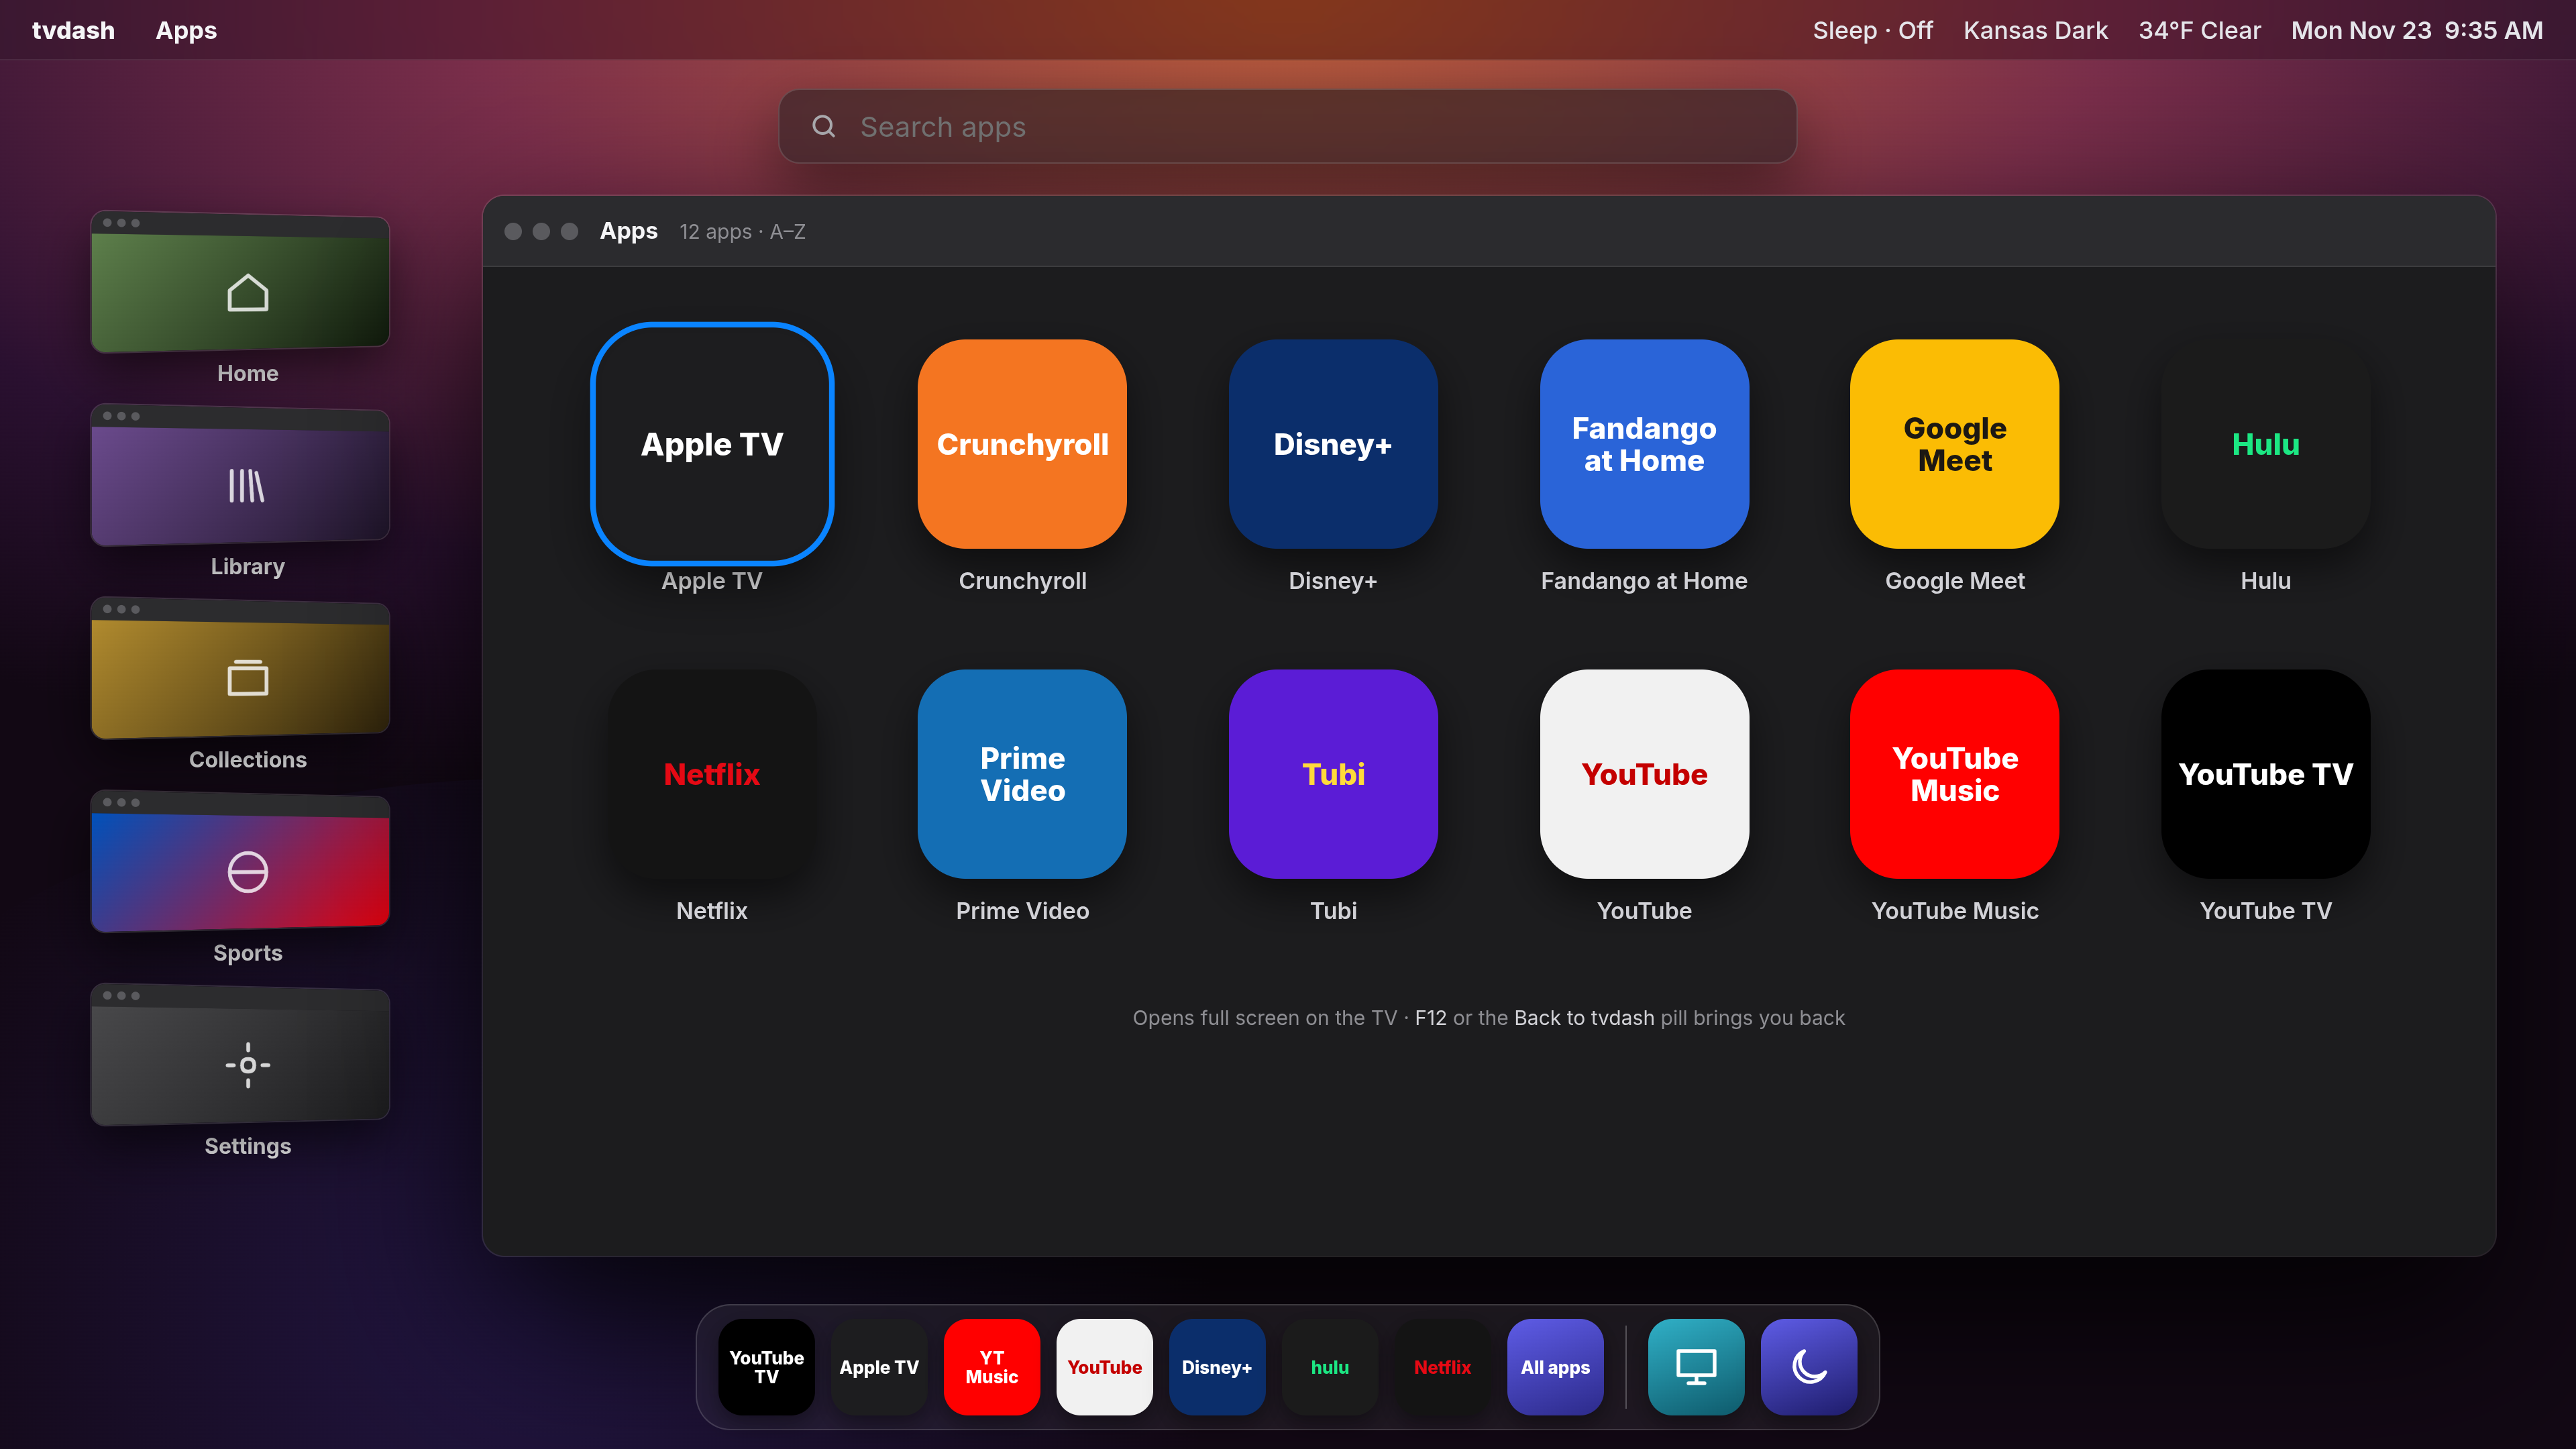 tvdash Apps Sleep · Off Kansas Dark 34°F Clear Mon Nov 23 9:35 AM
Search apps
Home
Library
Collections
Sports
Settings
Apps 12 apps · A–Z
Apple TV
Crunchyroll
Disney+
Fandango
at Home
Google
Meet
Hulu
Apple TV
Crunchyroll
Disney+
Fandango at Home
Google Meet
Hulu
Netflix
Prime
Video
Tubi
YouTube
YouTube
Music
YouTube TV
Netflix
Prime Video
Tubi
YouTube
YouTube Music
YouTube TV
Opens full screen on the TV · F12 or the Back to tvdash pill brings you back
YouTube
TV
Apple TV
YT
Music
YouTube
Disney+
hulu
Netflix
All apps